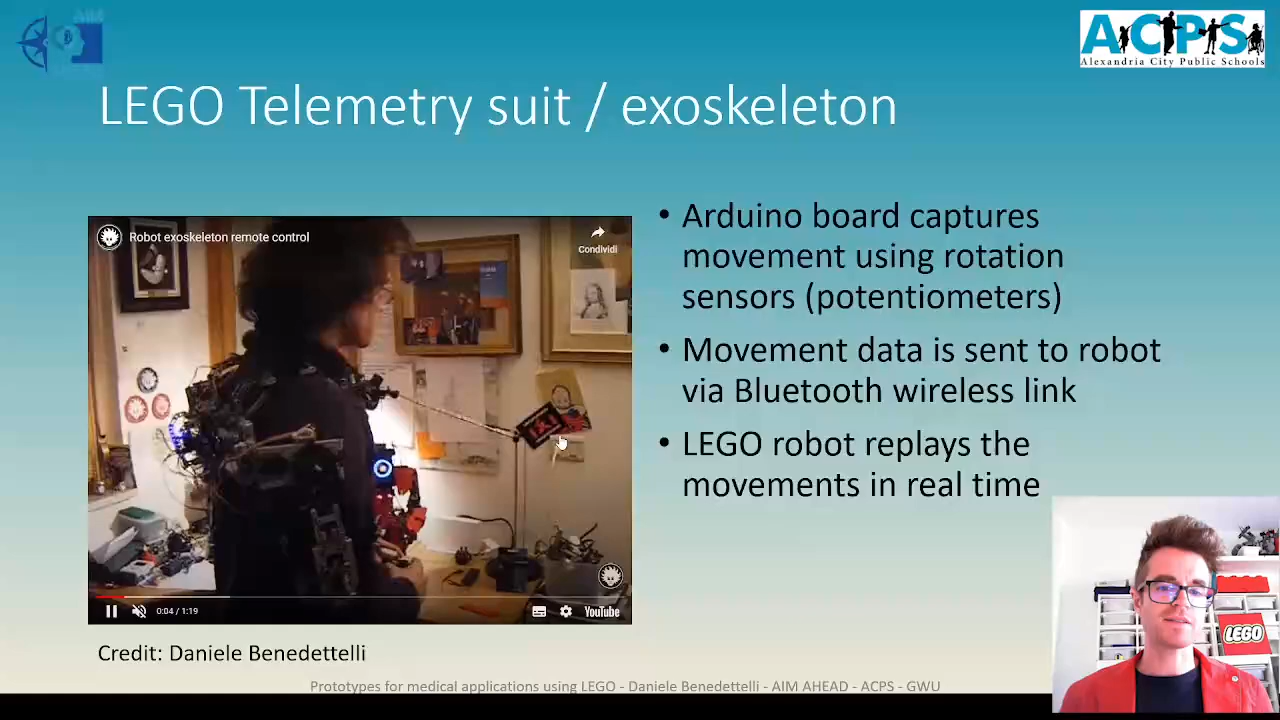 AIM
ACPS
Alexandria City Public Schools
LEGO Telemetry suit / exoskeleton
Robot exoskeleton remote control
Condividi
0:04 / 1:19
YouTube
Credit: Daniele Benedettelli
• Arduino board captures
movement using rotation
sensors (potentiometers)
• Movement data is sent to robot
via Bluetooth wireless link
• LEGO robot replays the
movements in real time
LEGO
Prototypes for medical applications using LEGO - Daniele Benedettelli - AIM AHEAD - ACPS - GWU